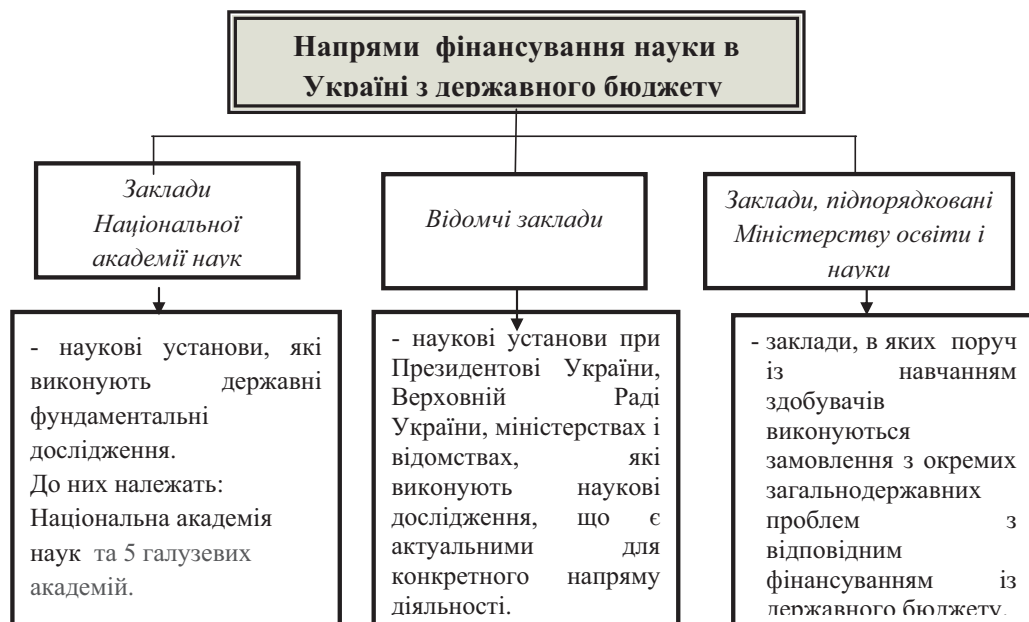 Напрями фінансування науки в
Україні з державного бюджету
Заклади
Національної
академії наук
Відомчі заклади
Заклади, підпорядковані
Міністерству освіти і
науки
- наукові установи, які
виконують державні
фундаментальні
дослідження.
До них належать:
Національна академія
наук та 5 галузевих
академій.
- наукові установи при
Президентові України,
Верховній Раді
України, міністерствах і
відомствах, які
виконують наукові
дослідження, що є
актуальними для
конкретного напряму
діяльності.
- заклади, в яких поруч
із навчанням
здобувачів
виконуються
замовлення з окремих
загальнодержавних
проблем з
відповідним
фінансуванням із
державного бюджету.